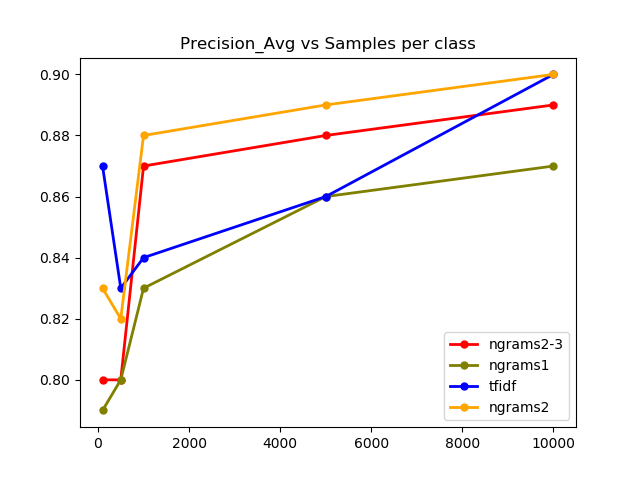 Precision_Avg vs Samples per class
0.90
0.88
0.86
0.84
0.82
0.80
ngrams2-3
ngrams1
tfidf
ngrams2
0 2000 4000 6000 8000 10000